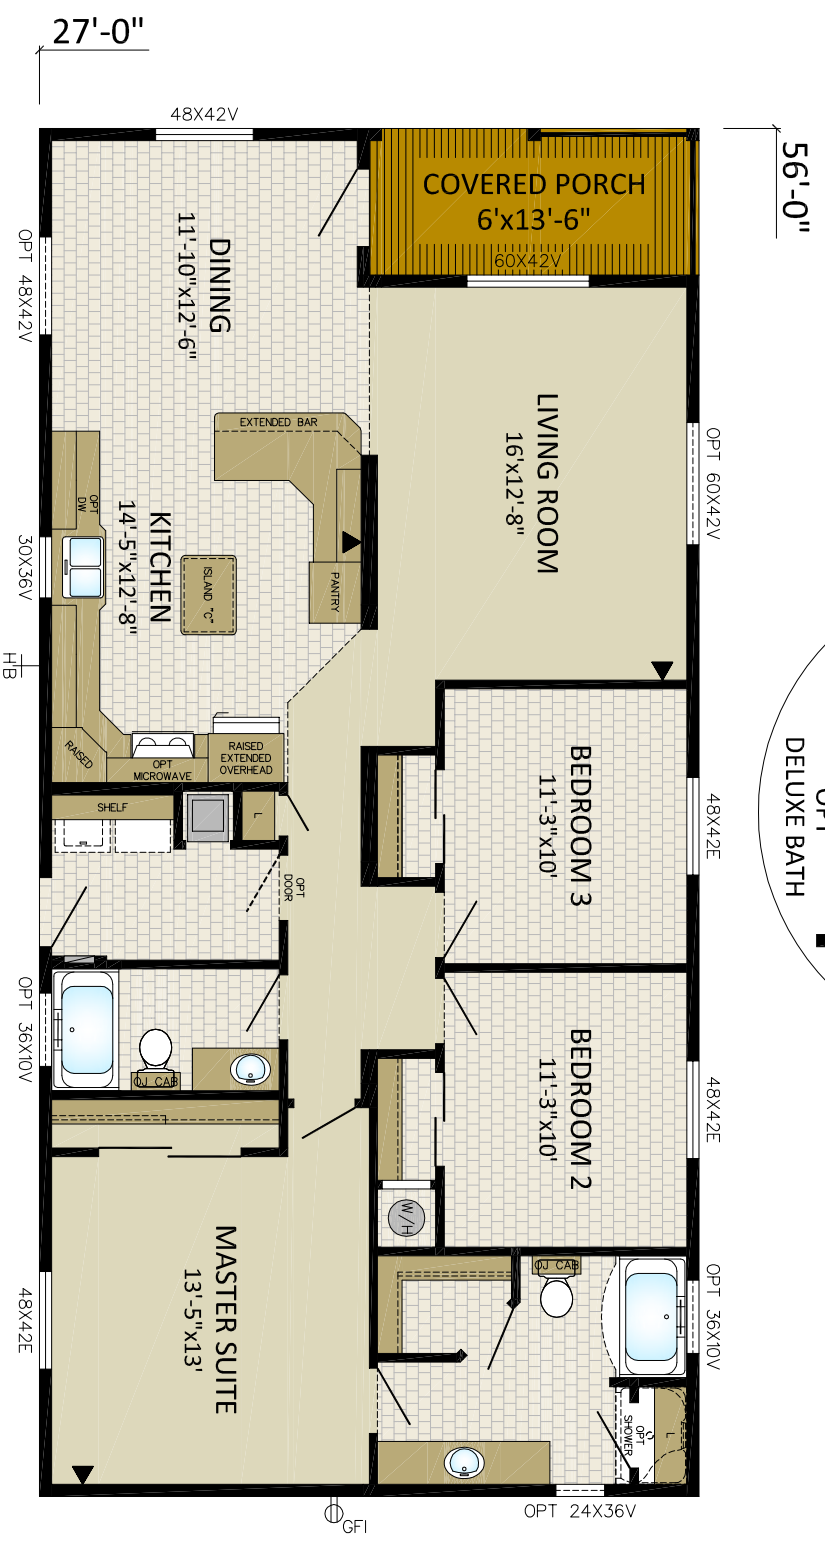 27'-0"
48X42V
56'-0"
COVERED PORCH
6'x13'-6"
60X42V
OPT 48X42V
DINING
11'-10"x12'-6"
LIVING ROOM
16'x12'-8"
OPT 60X42V
EXTENDED BAR
OPT
DW
30X36V
KITCHEN
14'-5"x12'-8"
ISLAND "C"
PANTRY
H'B
RAISED
OPT
MICROWAVE
RAISED
EXTENDED
OVERHEAD
SHELF
L
OPT
DOOR
BEDROOM 3
11'-3"x10'
48X42E
OPT
DELUXE BATH
OPT 36X10V
OJ CAB
BEDROOM 2
11'-3"x10'
48X42E
W/H
MASTER SUITE
13'-5"x13'
48X42E
OJ CAB
OPT 36X10V
OPT
SHOWER
L
OPT 24X36V
GFI